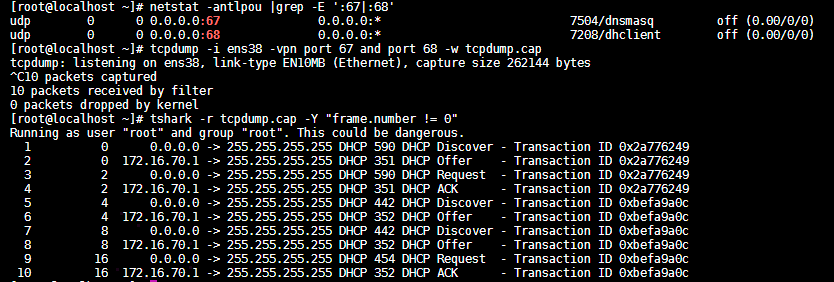 [root@localhost ~]# netstat -antlpou |grep -E ':67|:68'
udp        0      0 0.0.0.0:67              0.0.0.0:*                           7504/dnsmasq         off (0.00/0/0)
udp        0      0 0.0.0.0:68              0.0.0.0:*                           7208/dhclient        off (0.00/0/0)
[root@localhost ~]# tcpdump -i ens38 -vpn port 67 and port 68 -w tcpdump.cap
tcpdump: listening on ens38, link-type EN10MB (Ethernet), capture size 262144 bytes
^C10 packets captured
10 packets received by filter
0 packets dropped by kernel
[root@localhost ~]# tshark -r tcpdump.cap -Y "frame.number != 0"
Running as user "root" and group "root". This could be dangerous.
  1          0      0.0.0.0 -> 255.255.255.255 DHCP 590 DHCP Discover - Transaction ID 0x2a776249
  2          0  172.16.70.1 -> 255.255.255.255 DHCP 351 DHCP Offer    - Transaction ID 0x2a776249
  3          2      0.0.0.0 -> 255.255.255.255 DHCP 590 DHCP Request  - Transaction ID 0x2a776249
  4          2  172.16.70.1 -> 255.255.255.255 DHCP 351 DHCP ACK      - Transaction ID 0x2a776249
  5          4      0.0.0.0 -> 255.255.255.255 DHCP 442 DHCP Discover - Transaction ID 0xbefa9a0c
  6          4  172.16.70.1 -> 255.255.255.255 DHCP 352 DHCP Offer    - Transaction ID 0xbefa9a0c
  7          8      0.0.0.0 -> 255.255.255.255 DHCP 442 DHCP Discover - Transaction ID 0xbefa9a0c
  8          8  172.16.70.1 -> 255.255.255.255 DHCP 352 DHCP Offer    - Transaction ID 0xbefa9a0c
  9         16      0.0.0.0 -> 255.255.255.255 DHCP 454 DHCP Request  - Transaction ID 0xbefa9a0c
 10         16  172.16.70.1 -> 255.255.255.255 DHCP 352 DHCP ACK      - Transaction ID 0xbefa9a0c